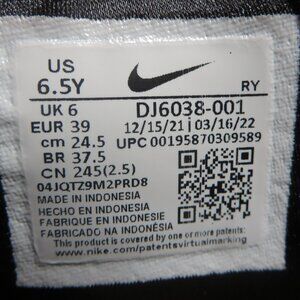 US
6.5Y
RY
UK 6
DJ6038-001
EUR 39
12/15/21 | 03/16/22
cm 24.5
UPC 00195870309589
BR 37.5
CN 245(2.5)
04JQTZ9M2PRD8
MADE IN INDONESIA
HECHO EN INDONESIA
FABRIQUE EN INDONESIE
FABRICADO NA INDONÉSIA
This product is covered by one or more patents:
www.nike.com/patentsvirtualmarking